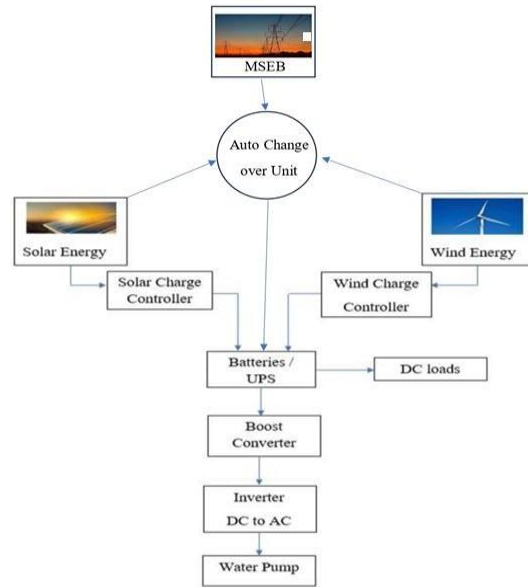 MSEB
Auto Change
over Unit
Solar Energy
Wind Energy
Solar Charge
Controller
Wind Charge
Controller
Batteries /
UPS
DC loads
Boost
Converter
Inverter
DC to AC
Water Pump